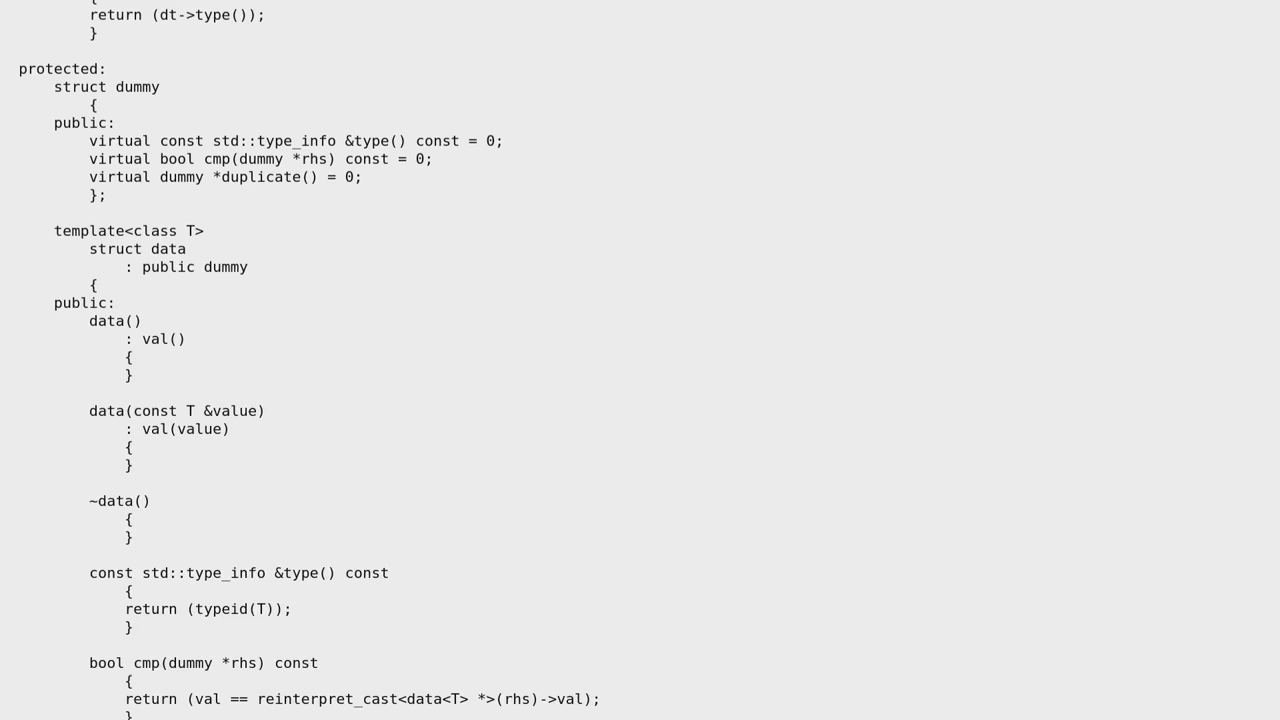 {
return (dt->type());
}
protected:
struct dummy
{
public:
virtual const std::type_info &type() const = 0;
virtual bool cmp(dummy *rhs) const = 0;
virtual dummy *duplicate() = 0;
};
template<class T>
struct data
: public dummy
{
public:
data()
: val()
{
}
data(const T &value)
: val(value)
{
}
~data()
{
}
const std::type_info &type() const
{
return (typeid(T));
}
bool cmp(dummy *rhs) const
{
return (val == reinterpret_cast<data<T> *>(rhs)->val);
}